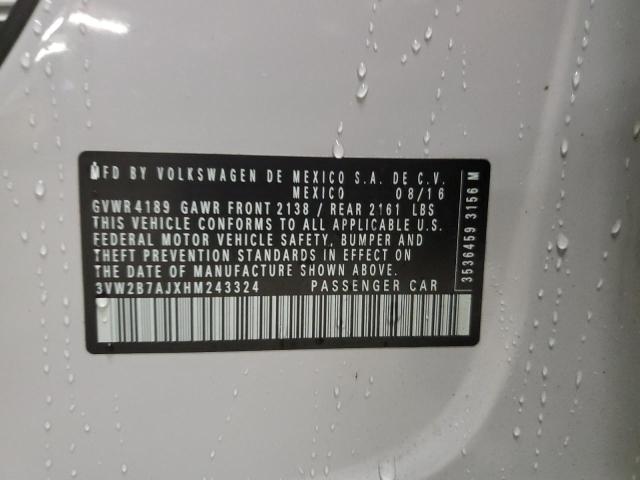 MFD BY VOLKSWAGEN DE MEXICO S.A. DE C.V.
MEXICO 08/16
GVWR 4189 GAWR FRONT 2138 / REAR 2161 LBS
THIS VEHICLE CONFORMS TO ALL APPLICABLE U.S.
FEDERAL MOTOR VEHICLE SAFETY, BUMPER AND
THEFT PREVENTION STANDARDS IN EFFECT ON
THE DATE OF MANUFACTURE SHOWN ABOVE.
3VW2B7AJXHM243324 PASSENGER CAR
3536459 3156 M